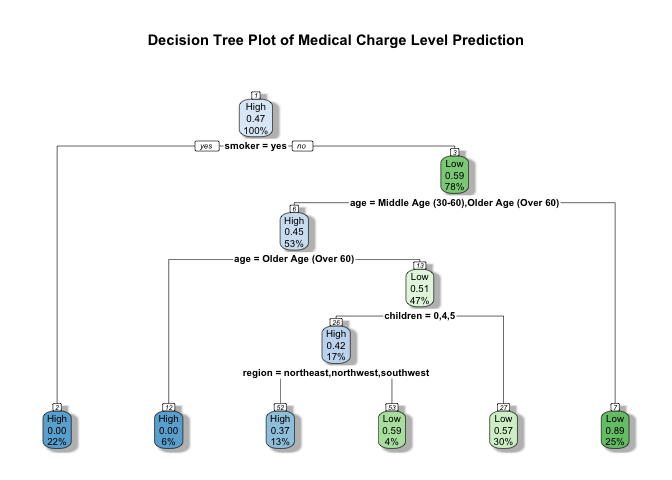 Decision Tree Plot of Medical Charge Level Prediction
1
High
0.47
100%
yes smoker = yes no
3
Low
0.59
78%
age = Middle Age (30-60),Older Age (Over 60)
6
High
0.45
53%
age = Older Age (Over 60)
13
Low
0.51
47%
children = 0,4,5
26
High
0.42
17%
region = northeast,northwest,southwest
2
High
0.00
22%
12
High
0.00
6%
52
High
0.37
13%
53
Low
0.59
4%
27
Low
0.57
30%
7
Low
0.89
25%